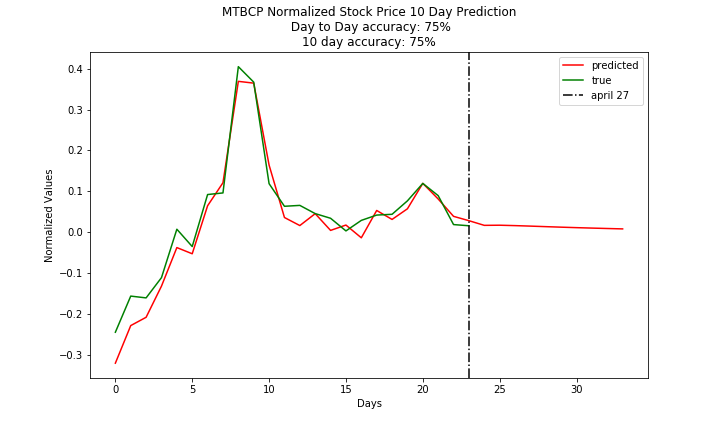 MTBCP Normalized Stock Price 10 Day Prediction
Day to Day accuracy: 75%
10 day accuracy: 75%
predicted
true
april 27
Normalized Values
0.4
0.3
0.2
0.1
0.0
−0.1
−0.2
−0.3
0 5 10 15 20 25 30
Days